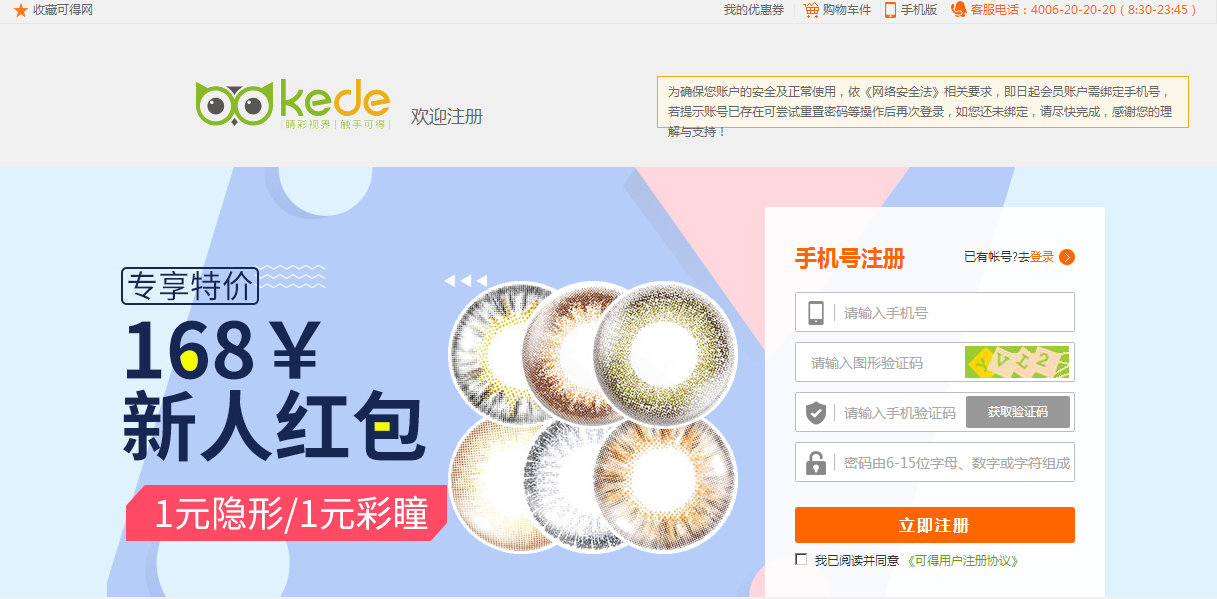 收藏可得网
我的优惠券 购物车件 手机版 客服电话：4006-20-20-20 ( 8:30-23:45 )
kede
晴彩视界 触手可得
欢迎注册
为确保您账户的安全及正常使用，依《网络安全法》相关要求，即日起会员账户需绑定手机号，
若提示账号已存在可尝试重置密码等操作后再次登录，如您还未绑定，请尽快完成，感谢您的理
解与支持！
专享特价
168￥
新人红包
1元隐形/1元彩瞳
手机号注册
已有帐号?去登录
请输入手机号
请输入图形验证码
AVI2
请输入手机验证码 获取验证码
密码由6-15位字母、数字或字符组成
立即注册
我已阅读并同意 《可得用户注册协议》